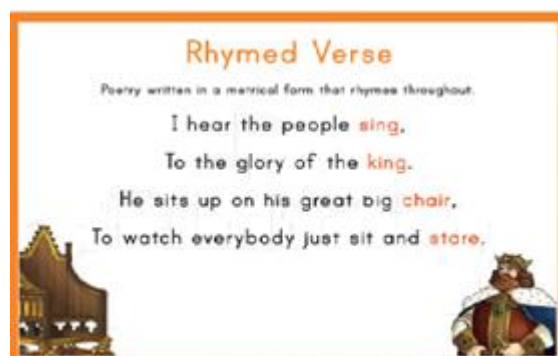 Rhymed Verse
Poetry written in a metrical form that rhymes throughout.
I hear the people sing,
To the glory of the king.
He sits up on his great big chair,
To watch everybody just sit and stare.